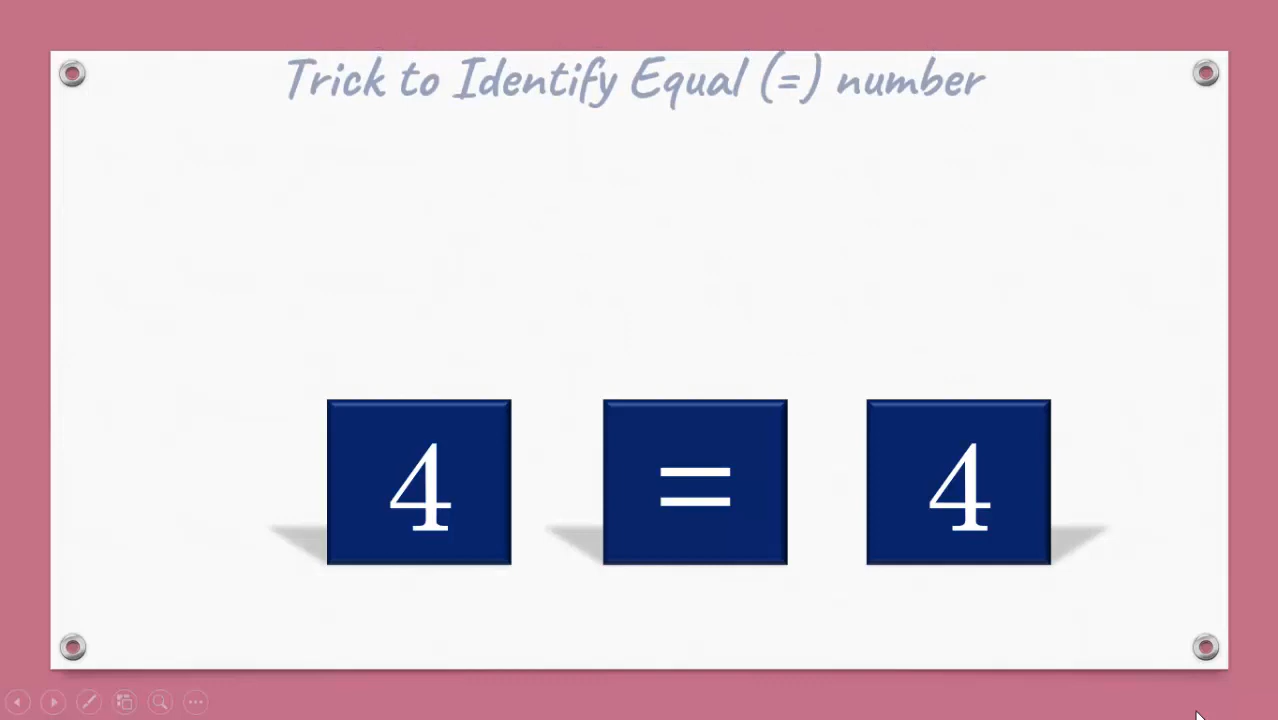 Trick to Identify Equal (=) number
4 = 4